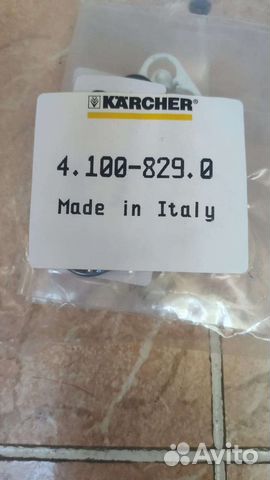 KÄRCHER®
4.100-829.0
Made in Italy
Avito